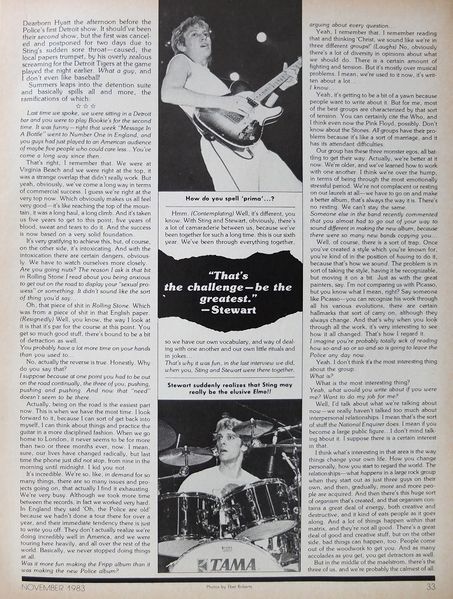 Dearborn Hyatt the afternoon before the
Police's first Detroit show. It should've been
their second show, but the first was can-
celled and postponed for two days due to
Sting's sudden sore throat—caused, the
local papers trumpet, by his overly zealous
screaming for the Detroit Tigers at the game
played the night earlier. What a guy, and
I don't even like baseball!
Summers leaps into the detention suite
and basically spills all and more, the
ramifications of which:
☆ ☆ ☆
Last time we spoke, we were sitting in a Detroit
bar and you were to play Bookie's for the second
time. It was funny—right that week "Message In
A Bottle" went to Number One in England, and
you guys had just played to an American audience
of maybe five people who could care less...You've
come a long way since then.
That's right, I remember that. We were at
Virginia Beach and we were right at the top. It
was a strange overlap that didn't really work. But
yeah, obviously, we've come a long way in terms
of commercial success. I guess we're right at the
very top now. Which obviously makes us all feel
very good—it's like reaching the top of the moun-
tain, it was a long haul, a long climb. And it's taken
us five years to get to this point; five years of
blood, sweat and tears to do it. And the success
is now based on a very solid foundation.
It's very gratifying to achieve this, but, of course,
on the other side, it's intoxicating. And with the
intoxication there are certain dangers, obvious-
ly. We have to watch ourselves more closely.
Are you going nuts? The reason I ask is that bit
in Rolling Stone I read about you being anxious
to get out on the road to display your "sexual pro-
wess" or something. It didn't sound like the sort
of thing you'd say.
Oh, that piece of shit in Rolling Stone. Which
was from a piece of shit in that English paper.
(Resignedly) Well, you know, the way I look at
it is that it's par for the course at this point. You
get so much good stuff, there's bound to be a bit
of detraction as well.
You probably have a lot more time on your hands
than you used to.
No, actually the reverse is true. Honestly. Why
do you say that?
I suppose because at one point you had to be out
on the road continually, the three of you, pushing,
pushing and pushing. And now that "need"
doesn't seem to be there.
Actually, being on the road is the easiest part
now. This is when we have the most time. I look
forward to it, because I can sort of get back into
myself, I can think about things and practice the
guitar in a more disciplined fashion. When we go
home to London, it never seems to be for more
than two or three months ever, now. I mean,
sure, our lives have changed radically, but last
time the phone just did not stop, from nine in the
morning until midnight. I kid you not.
It's incredible. We're so, like, in demand for so
many things, there are so many issues and pro-
jects going on, that actually I find it exhausting.
We're very busy. Although we took more time
between the records, in fact we worked very hard.
In England they said 'Oh, the Police are old'
because we hadn't done a tour there for over a
year, and their immediate tendency there is just
to write you off. They don't actually realize we're
doing incredibly well in America, and we were
touring here heavily, and all over the rest of the
world. Basically, we never stopped doing things
at all.
Was it more fun making the Fripp album than it
was making the new Police album?
How do you spell 'primo'...?
Hmm. (Contemplating) Well, it's different, you
know. With Sting and Stewart, obviously, there's
a lot of camaraderie between us, because we've
been together for such a long time, this is our sixth
year. We've been through everything together,
"That's
the challenge—be the
greatest."
—Stewart
so we have our own vocabulary, and way of deal-
ing with one another and our own little rituals and
in jokes.
That's why it was fun, in the last interview we did,
when you, Sting and Stewart were there together,
Stewart suddenly realizes that Sting may
really be the elusive Elmo!!
TAMA
arguing about every question...
Yeah, I remember that. I remember reading
that and thinking 'Christ, we sound like we're in
three different groups!' (Laughs) No, obviously
there's a lot of diversity in opinions about what
we should do. There is a certain amount of
fighting and tension. But it's mostly over musical
problems. I mean, we're used to it now, it's writ-
ten about a lot...
I know.
Yeah, it's getting to be a bit of a yawn because
people want to write about it. But for me, most
of the best groups are characterized by that sort
of tension. You can certainly cite the Who, and
I think even now the Pink Floyd, possibly. Don't
know about the Stones. All groups have their pro-
blems because it's like a sort of marriage, and it
has its attendant difficulties.
Our group has these three monster egos, all bat-
tling to get their way. Actually, we're better at it
now. We're older, and we've learned how to work
with one another. I think we're over the hump,
in terms of being through the most emotionally
stressful period. We're not complacent or resting
on our laurels at all—we have to go on and make
a better album, that's always the way it is. There's
no resting. We can't stay the same.
Someone else in the band recently commented
that you almost had to go out of your way to
sound different in making the new album, because
there were so many new bands copying you...
Well, of course, there is a sort of trap. Once
you've created a style which you're known for,
you're kind of in the position of having to do it,
because that's how we sound. The problem is in
sort of taking the style, having it be recognizable,
but moving it on a bit. Just as with the great
painters, say, I'm not comparing us with Picasso,
but you know what I mean, right? Say someone
like Picasso—you can recognise his work through
all his various evolutions, there are certain
hallmarks that sort of carry on, although they
always change. And that's why when you look
through all the work, it's very interesting to see
how it all changed. That's how I regard it.
I imagine you're probably totally sick of reading
how so-and-so or so-and-so is going to leave the
Police any day now.
Yeah. I don't think it's the most interesting thing
about the group.
What is?
What is the most interesting thing?
Yeah, what would you write about if you were
me? Want to do my job for me?
Well, I'd talk about what we're talking about
now—we really haven't talked too much about
interpersonal relationships. I mean that's the sort
of stuff the National Enquirer does. I mean if you
become a large public figure. I don't mind talk-
ing about it. I suppose there is a certain interest
in that.
I think what's interesting in that area is the way
things change your own life. How you change
personally, how you start to regard the world. The
relationships—what happens in a large rock group
when they start out as just three guys on their
own, and then, gradually, more and more peo-
ple are acquired. And then there's this huge sort
of organism that's created, and that organism con-
tains a great deal of energy, both creative and
destructive, and it kind of eats people as it goes
along. And a lot of things happen within that
matrix, and they're not all good. There's a great
deal of good and creative stuff, but on the other
side, bad things can happen, too. People come
out of the woodwork to get you. And as many
accolades as you get, you get detractors as well.
But in the middle of the maelstrom, there's the
three of us, and we're probably the calmest of all.
NOVEMBER 1983
Photos by Ebet Roberts
33